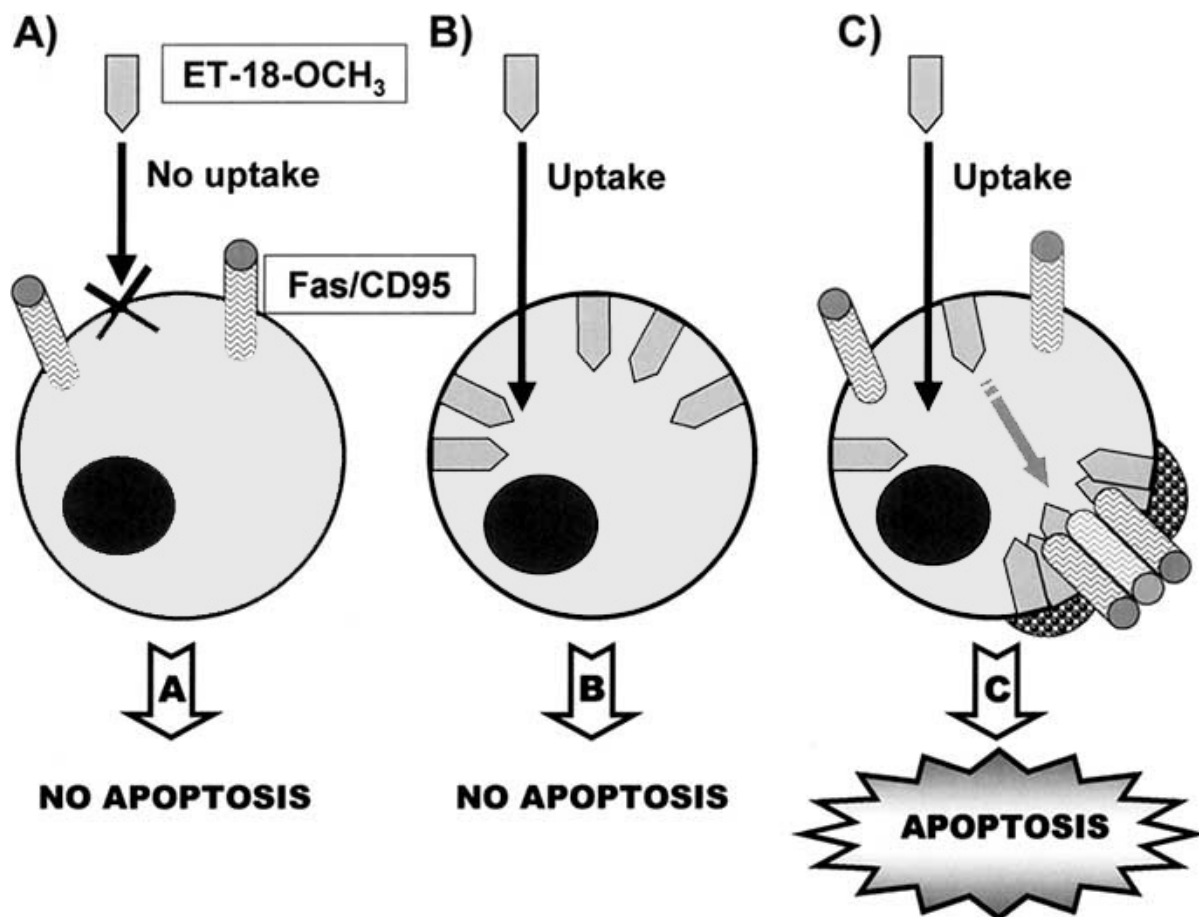 A)
B)
C)
ET-18-OCH₃
No uptake
Uptake
Uptake
Fas/CD95
A
B
C
NO APOPTOSIS
NO APOPTOSIS
APOPTOSIS